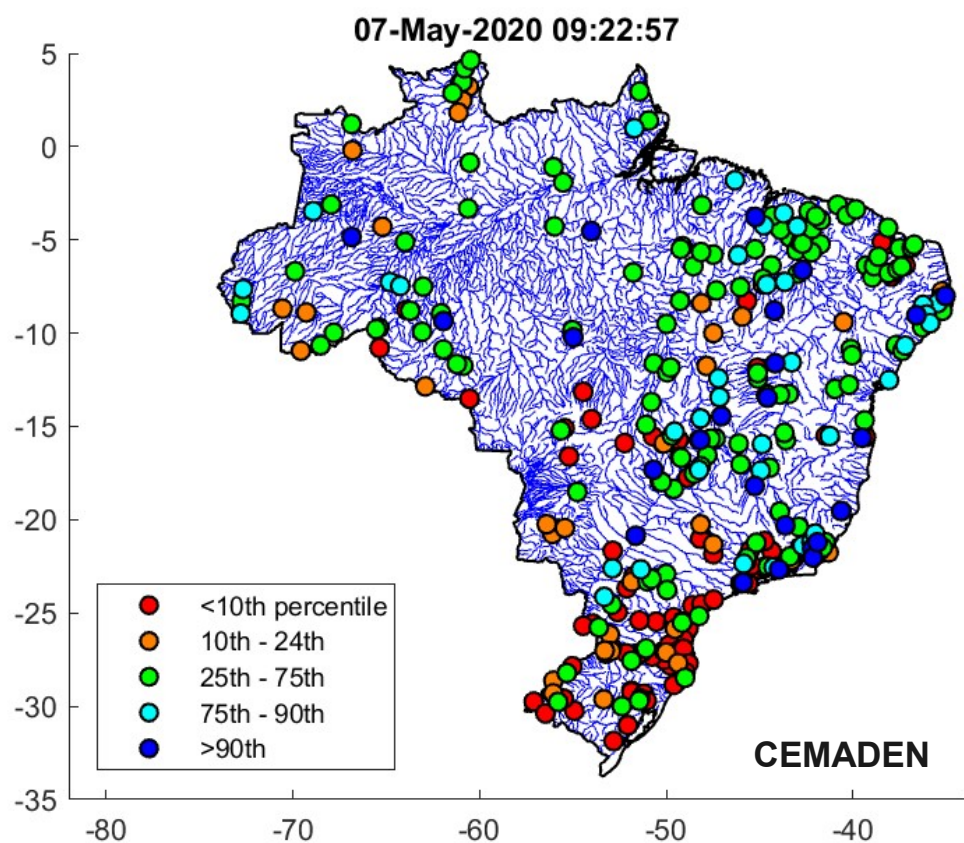 07-May-2020 09:22:57
5
0
-5
-10
-15
-20
-25
-30
-35
<10th percentile
10th - 24th
25th - 75th
75th - 90th
>90th
CEMADEN
-80 -70 -60 -50 -40